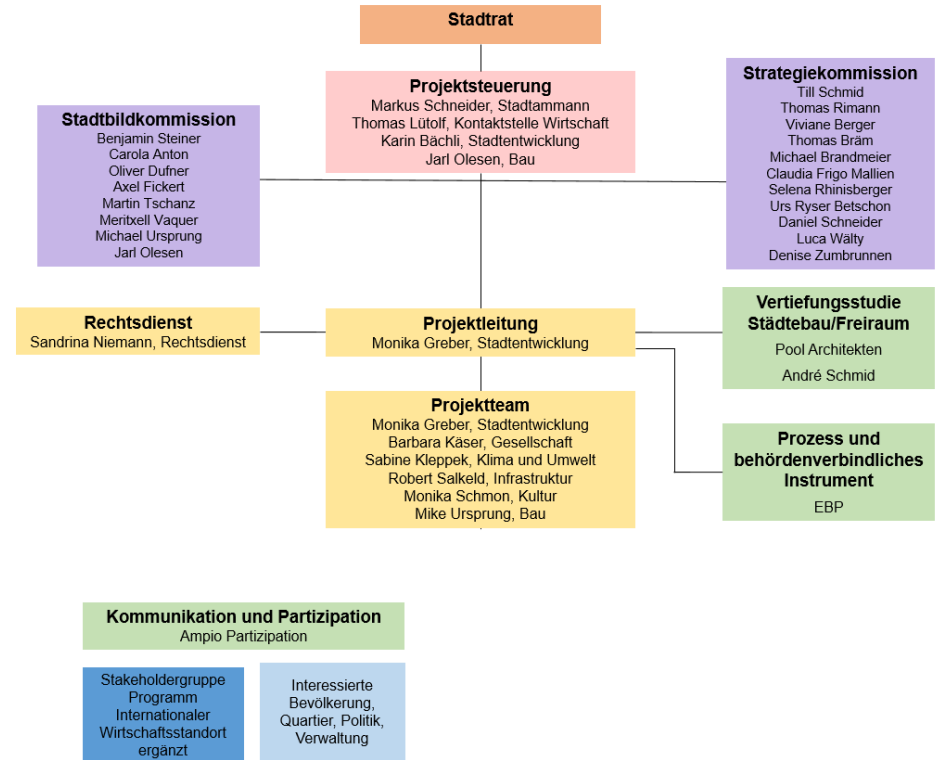 Stadtrat
Projektsteuerung
Markus Schneider, Stadtammann
Thomas Lütolf, Kontaktstelle Wirtschaft
Karin Bächli, Stadtentwicklung
Jarl Olesen, Bau
Stadtbildkommission
Benjamin Steiner
Carola Anton
Oliver Dufner
Axel Fickert
Martin Tschanz
Meritxell Vaquer
Michael Ursprung
Jarl Olesen
Strategiekommission
Till Schmid
Thomas Rimann
Viviane Berger
Thomas Bräm
Michael Brandmeier
Claudia Frigo Mallien
Selena Rhinisberger
Urs Ryser Betschon
Daniel Schneider
Luca Wälty
Denise Zumbrunnen
Rechtsdienst
Sandrina Niemann, Rechtsdienst
Projektleitung
Monika Greber, Stadtentwicklung
Vertiefungsstudie
Städtebau/Freiraum
Pool Architekten
André Schmid
Projektteam
Monika Greber, Stadtentwicklung
Barbara Käser, Gesellschaft
Sabine Kleppek, Klima und Umwelt
Robert Salkeld, Infrastruktur
Monika Schmon, Kultur
Mike Ursprung, Bau
Prozess und
behördenverbindliches
Instrument
EBP
Kommunikation und Partizipation
Ampio Partizipation
Stakeholdergruppe
Programm
Internationaler
Wirtschaftsstandort
ergänzt
Interessierte
Bevölkerung,
Quartier, Politik,
Verwaltung